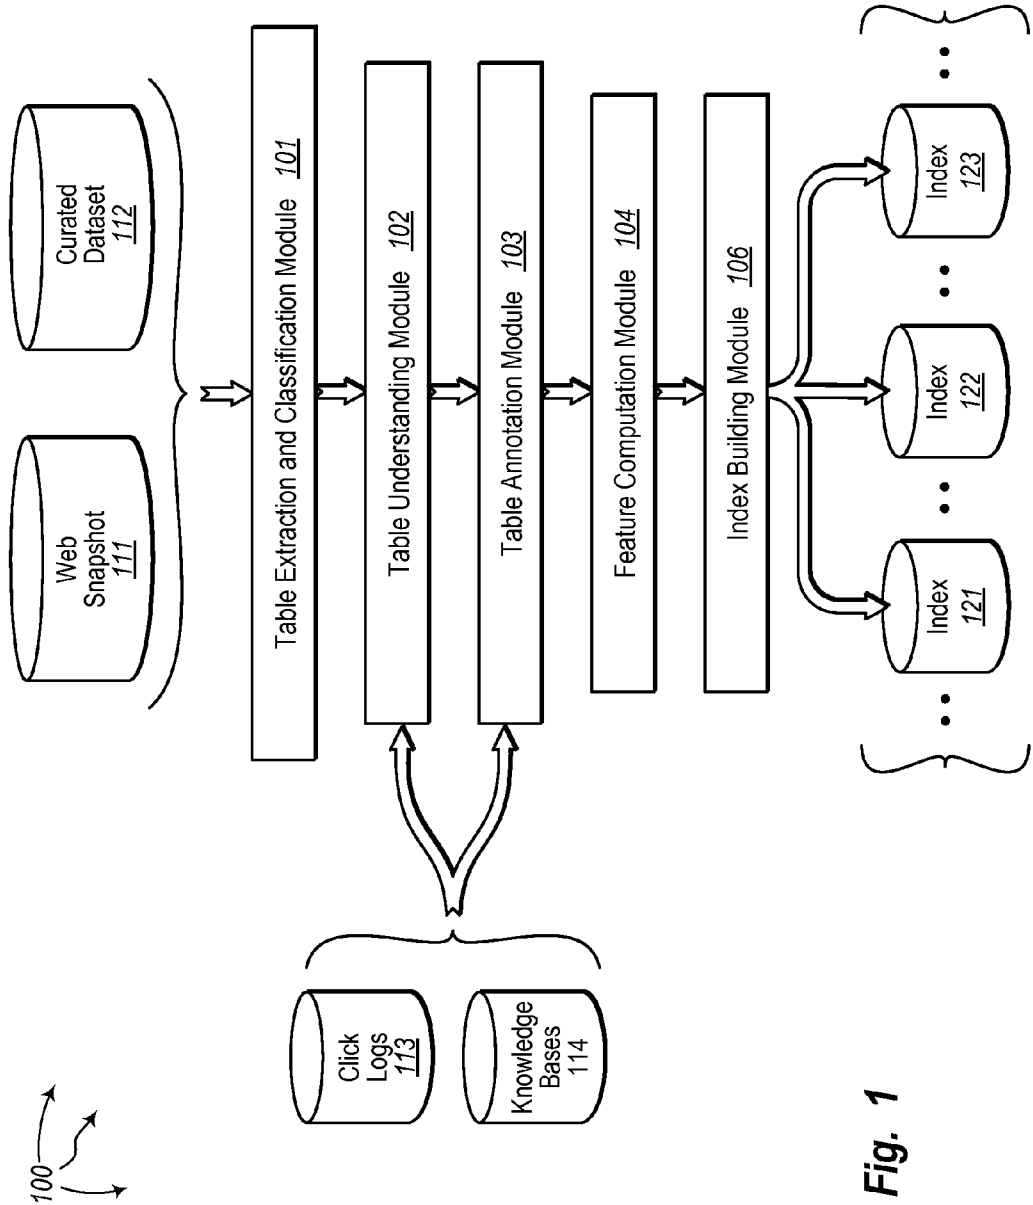 100
Web
Snapshot
111
Curated
Dataset
112
Table Extraction and Classification Module 101
Click
Logs
113
Knowledge
Bases
114
Table Understanding Module 102
Table Annotation Module 103
Feature Computation Module 104
Index Building Module 106
Index
121
Index
122
Index
123
Fig. 1